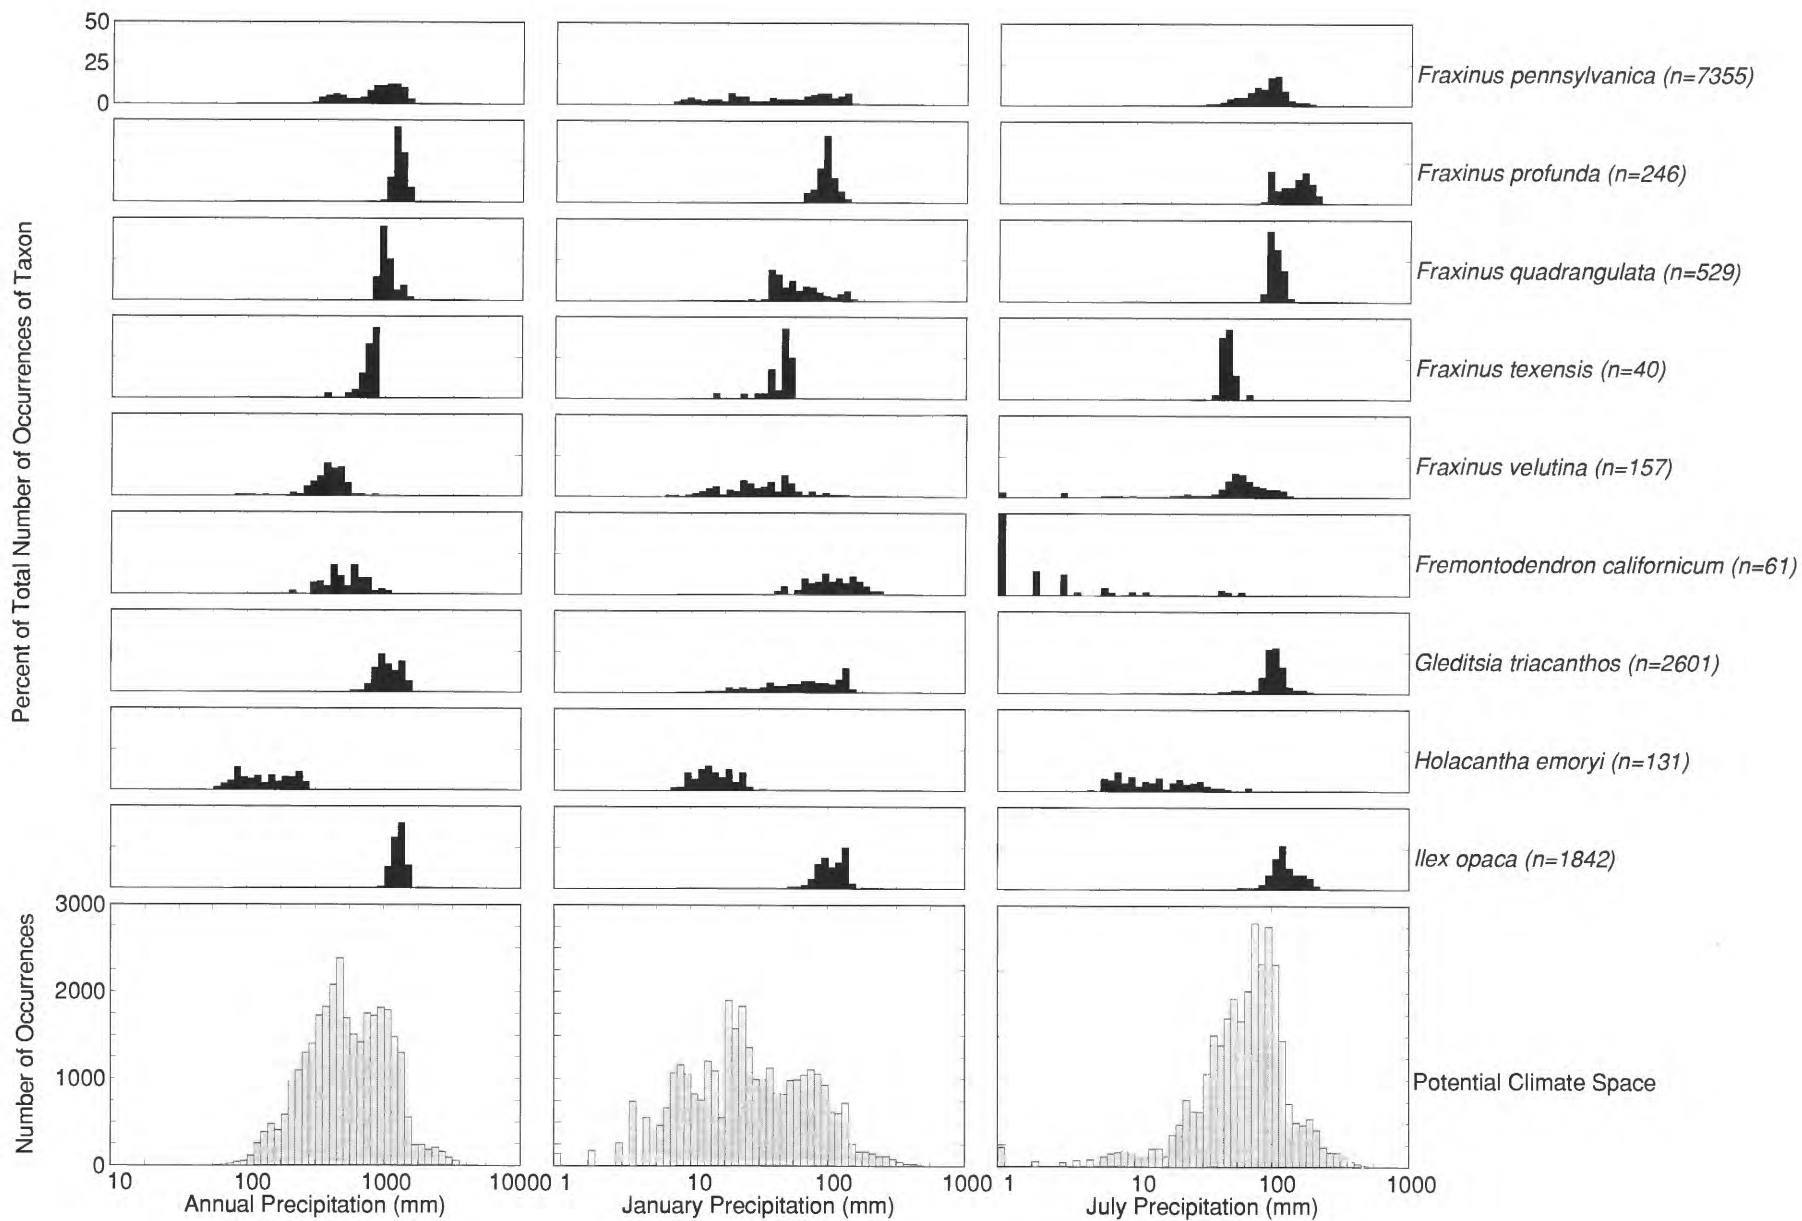 50
25
0
Fraxinus pennsylvanica (n=7355)
Fraxinus profunda (n=246)
Fraxinus quadrangulata (n=529)
Fraxinus texensis (n=40)
Fraxinus velutina (n=157)
Fremontodendron californicum (n=61)
Gleditsia triacanthos (n=2601)
Holacantha emoryi (n=131)
Ilex opaca (n=1842)
Percent of Total Number of Occurrences of Taxon
3000
2000
1000
0
Number of Occurrences
Potential Climate Space
10 100 1000 10000
1 10 100 1000
1 10 100 1000
Annual Precipitation (mm)
January Precipitation (mm)
July Precipitation (mm)